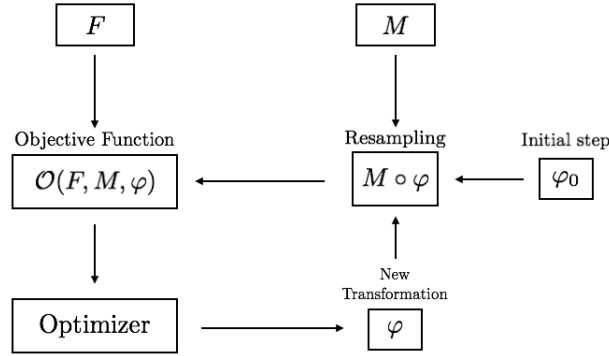 F
M
Objective Function
Resampling
Initial step
𝒪(F, M, φ)
M ∘ φ
φ₀
New
Transformation
Optimizer
φ